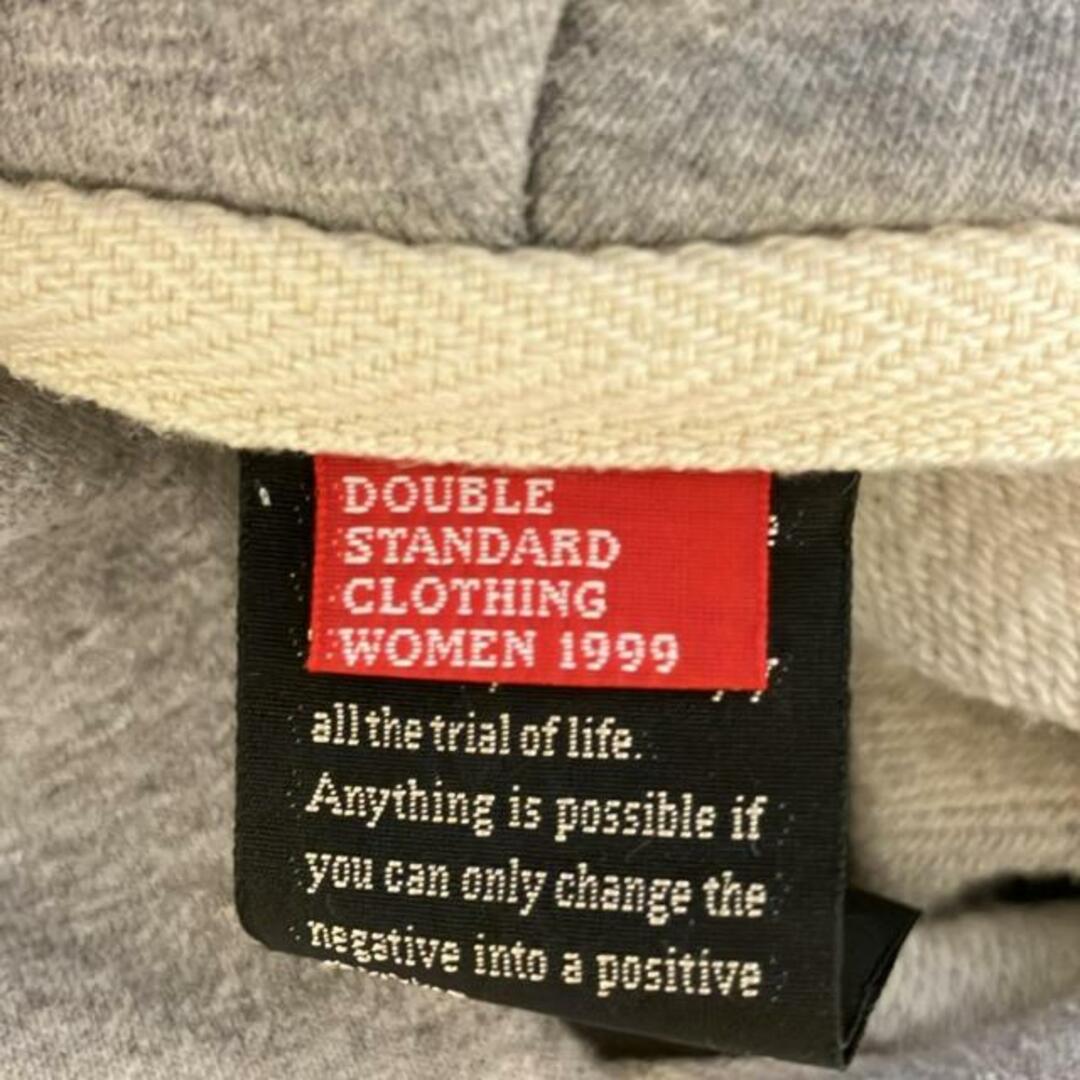 DOUBLE
STANDARD
CLOTHING
WOMEN 1999
all the trial of life.
Anything is possible if
you can only change the
negative into a positive